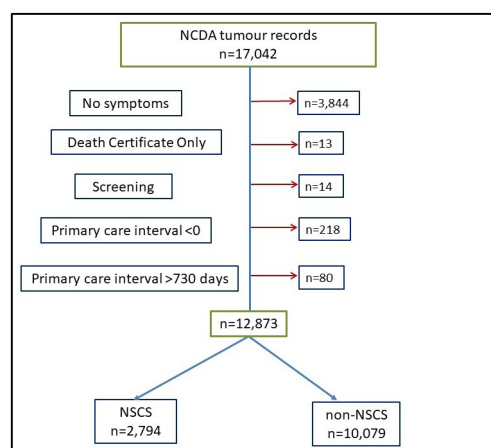 NCDA tumour records
n=17,042
No symptoms
n=3,844
Death Certificate Only
n=13
Screening
n=14
Primary care interval <0
n=218
Primary care interval >730 days
n=80
n=12,873
NSCS
n=2,794
non-NSCS
n=10,079